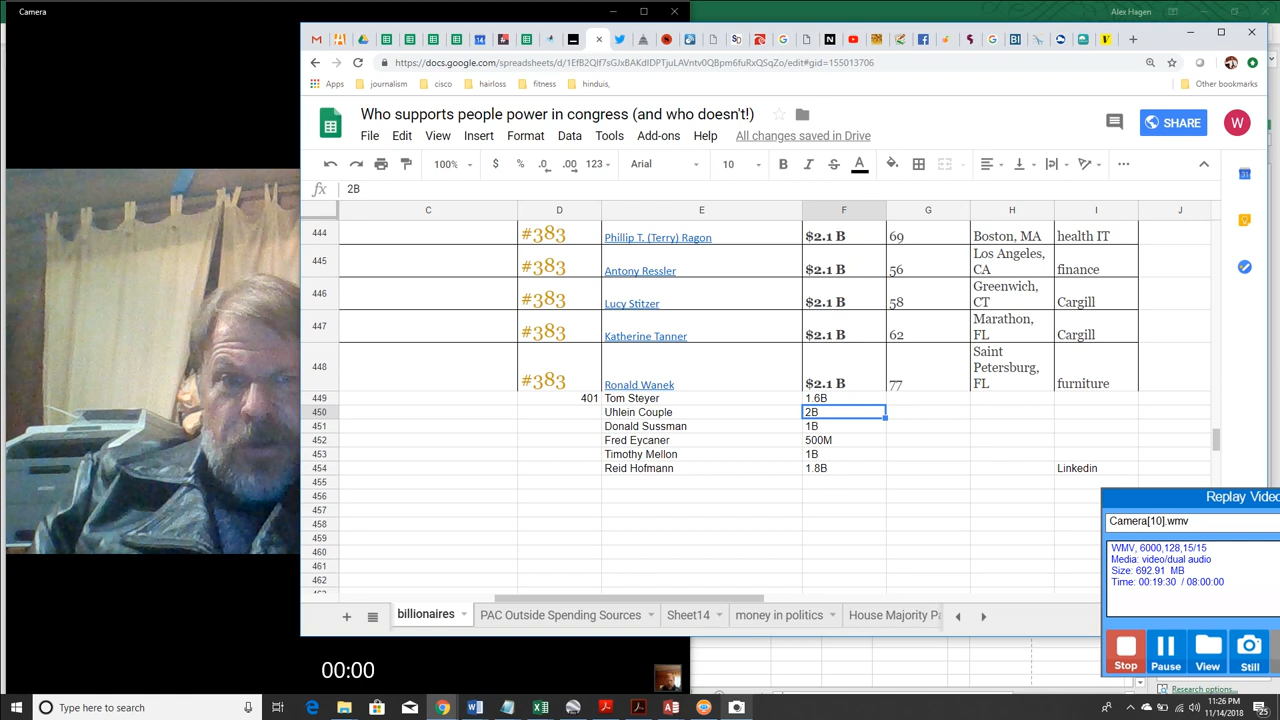 Camera
Alex Hagen
https://docs.google.com/spreadsheets/d/1EfB2Qlf7sGJxBAKdIDPTjuLAVntv0QBpm6fuRxQSqZo/edit#gid=155013706
Apps journalism cisco hairloss fitness hinduis, Other bookmarks
Who supports people power in congress (and who doesn't!)
File Edit View Insert Format Data Tools Add-ons Help All changes saved in Drive
SHARE W
100% $ % .0 .00 123 Arial 10 B I S A
fx 2B
C D E F G H I J
444 #383 Phillip T. (Terry) Ragon $2.1 B 69 Boston, MA health IT
445 #383 Antony Ressler $2.1 B 56 Los Angeles, CA finance
446 #383 Lucy Stitzer $2.1 B 58 Greenwich, CT Cargill
447 #383 Katherine Tanner $2.1 B 62 Marathon, FL Cargill
448 #383 Ronald Wanek $2.1 B 77 Saint Petersburg, FL furniture
449 401 Tom Steyer 1.6B
450 Uhlein Couple 2B
451 Donald Sussman 1B
452 Fred Eycaner 500M
453 Timothy Mellon 1B
454 Reid Hofmann 1.8B Linkedin
455
456
457
458
459
460
461
462
Replay Video
Camera[10].wmv
WMV, 6000,128,15/15
Media: video/dual audio
Size: 692.91 MB
Time: 00:19:30 / 08:00:00
Stop Pause View Still
billionaires PAC Outside Spending Sources Sheet14 money in politics House Majority Pa
00:00
Research options...
Type here to search
11:26 PM
11/14/2018
25